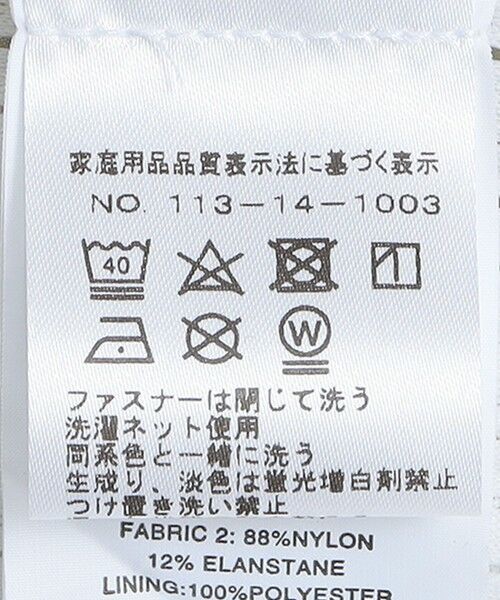 家庭用品品質表示法に基づく表示
NO. 113-14-1003
40
W
ファスナーは閉じて洗う
洗濯ネット使用
同系色と一緒に洗う
生成り、淡色は蛍光増白剤禁止
つけ置き洗い禁止
FABRIC 2: 88%NYLON
12% ELANSTANE
LINING:100%POLYESTER